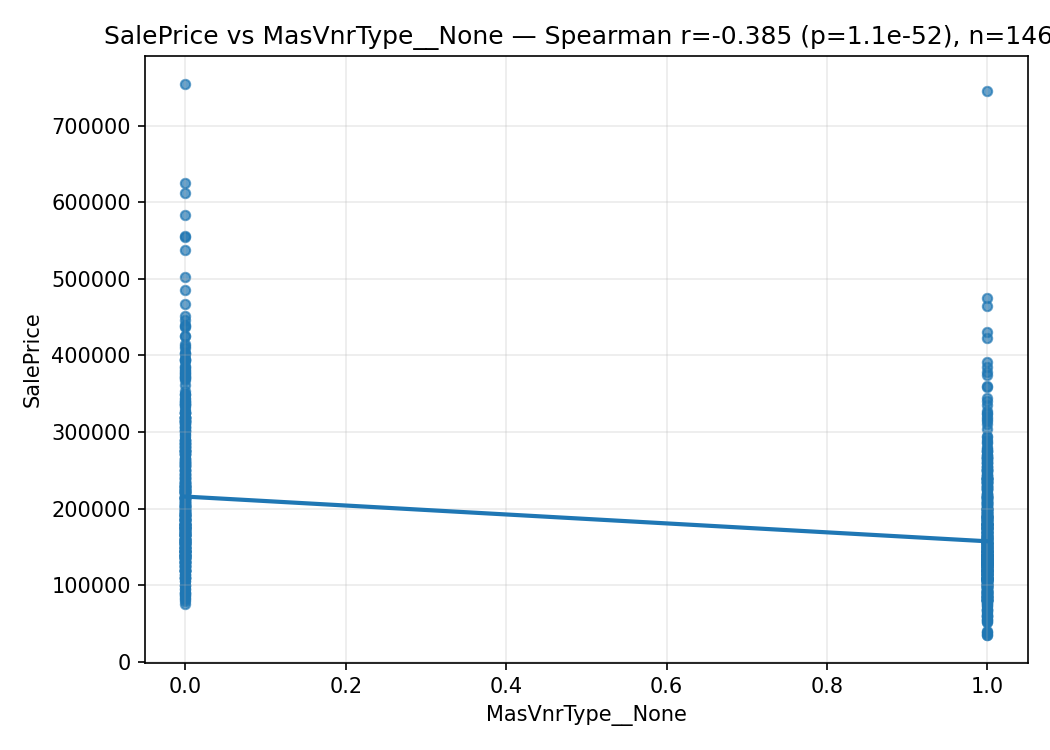 SalePrice vs MasVnrType__None — Spearman r=-0.385 (p=1.1e-52), n=146
700000
600000
500000
400000
300000
200000
100000
0
SalePrice
0.0 0.2 0.4 0.6 0.8 1.0
MasVnrType__None